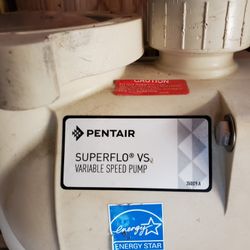 CAUTION
PENTAIR
SUPERFLO® VS
VARIABLE SPEED PUMP
energy
ENERGY STAR